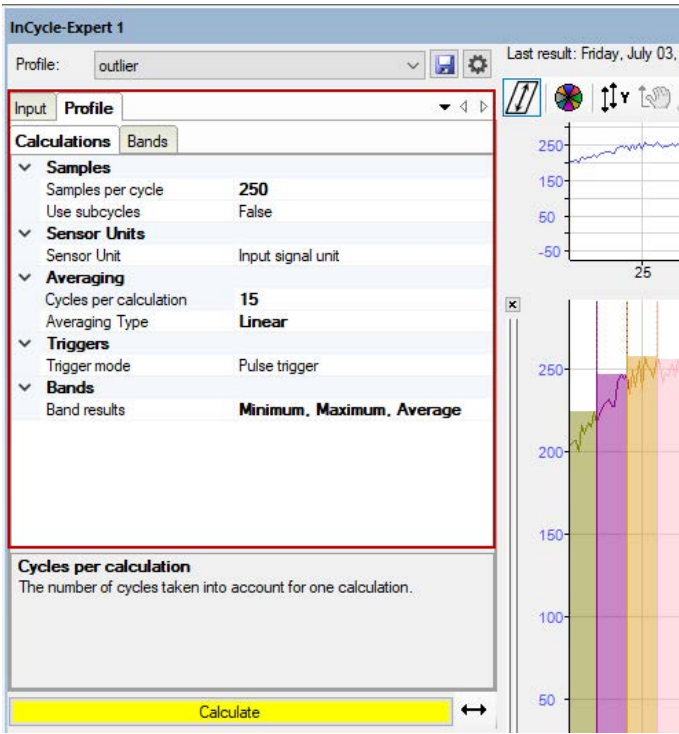 InCycle-Expert 1
Profile: outlier
Last result: Friday, July 03,
Input Profile
Calculations Bands
Samples
Samples per cycle 250
Use subcycles False
Sensor Units
Sensor Unit Input signal unit
Averaging
Cycles per calculation 15
Averaging Type Linear
Triggers
Trigger mode Pulse trigger
Bands
Band results Minimum, Maximum, Average
Cycles per calculation
The number of cycles taken into account for one calculation.
Calculate
Y
250
150
50
-50
25
250
200
150
100
50